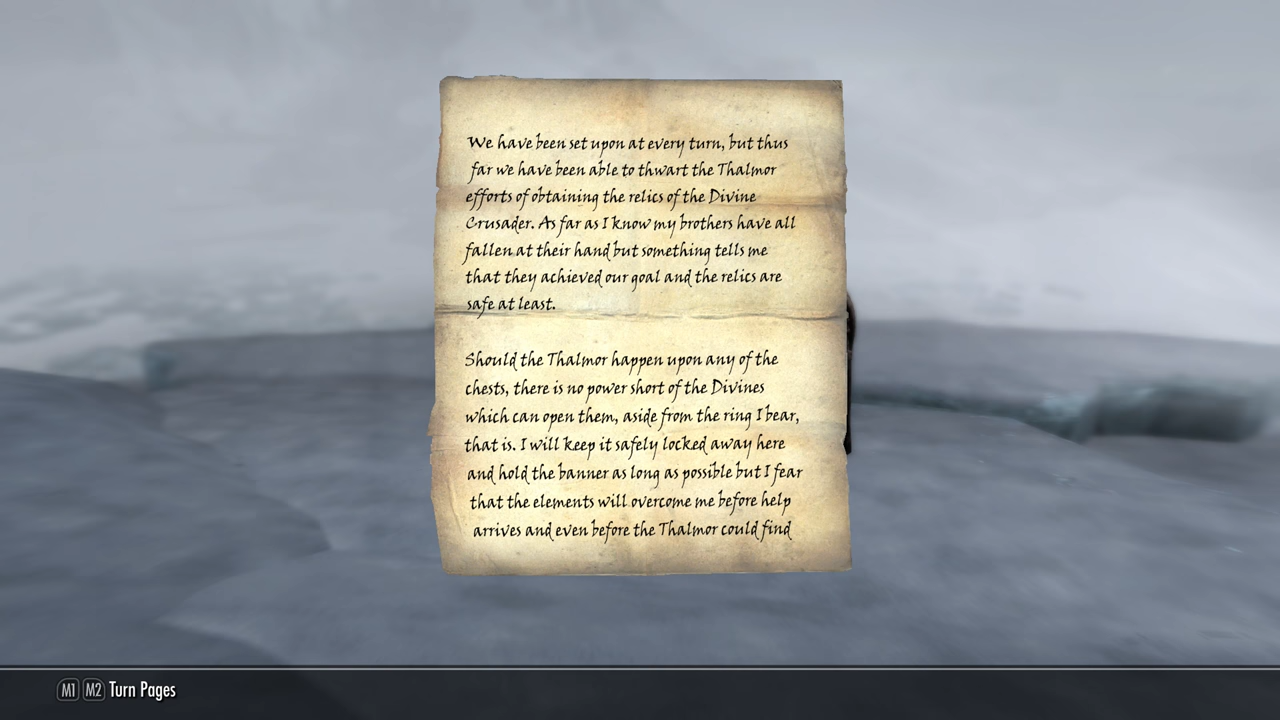 We have been set upon at every turn, but thus
far we have been able to thwart the Thalmor
efforts of obtaining the relics of the Divine
Crusader. As far as I know my brothers have all
fallen at their hand but something tells me
that they achieved our goal and the relics are
safe at least.
Should the Thalmor happen upon any of the
chests, there is no power short of the Divines
which can open them, aside from the ring I bear,
that is. I will keep it safely locked away here
and hold the banner as long as possible but I fear
that the elements will overcome me before help
arrives and even before the Thalmor could find
M1 M2 Turn Pages